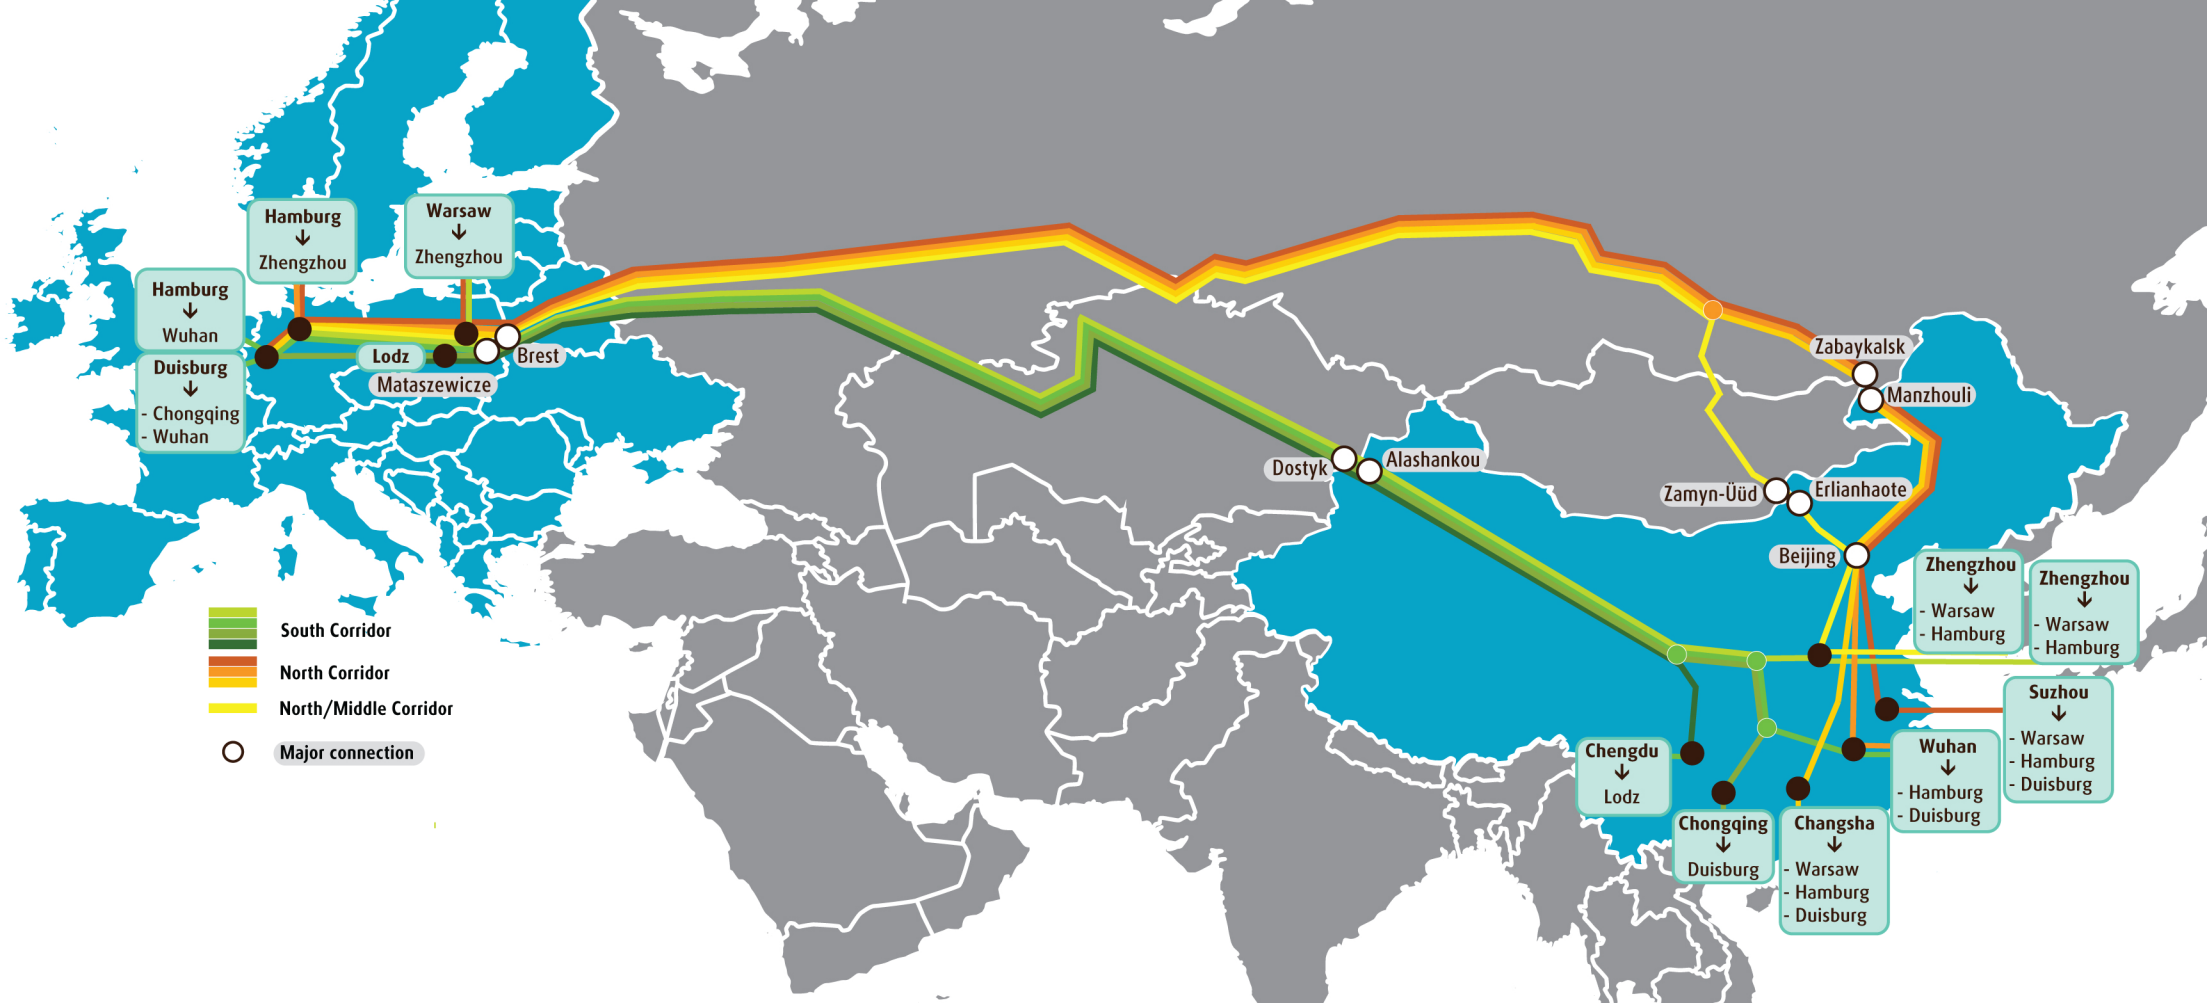 Hamburg
↓
Zhengzhou
Warsaw
↓
Zhengzhou
Hamburg
↓
Wuhan
Duisburg
↓
- Chongqing
- Wuhan
Lodz
Mataszewicze
Brest
Zabaykalsk
Manzhouli
Dostyk
Alashankou
Zamyn-Üüd
Erlianhaote
Beijing
Zhengzhou
↓
- Warsaw
- Hamburg
Zhengzhou
↓
- Warsaw
- Hamburg
Suzhou
↓
- Warsaw
- Hamburg
- Duisburg
Wuhan
↓
- Hamburg
- Duisburg
Chengdu
↓
Lodz
Chongqing
↓
Duisburg
Changsha
↓
- Warsaw
- Hamburg
- Duisburg
South Corridor
North Corridor
North/Middle Corridor
Major connection